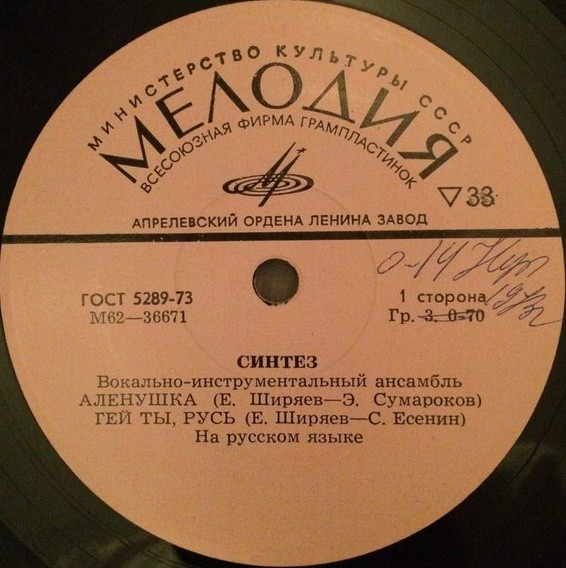 МИНИСТЕРСТВО КУЛЬТУРЫ СССР
МЕЛОДИЯ
ВСЕСОЮЗНАЯ ФИРМА ГРАМПЛАСТИНОК
▽33
АПРЕЛЕВСКИЙ ОРДЕНА ЛЕНИНА ЗАВОД
0-14
ГОСТ 5289-73
1 сторона
М62—36671
Гр. 3. 0-70
СИНТЕЗ
Вокально-инструментальный ансамбль
АЛЕНУШКА (Е. Ширяев—Э. Сумароков)
ГЕЙ ТЫ, РУСЬ (Е. Ширяев—С. Есенин)
На русском языке